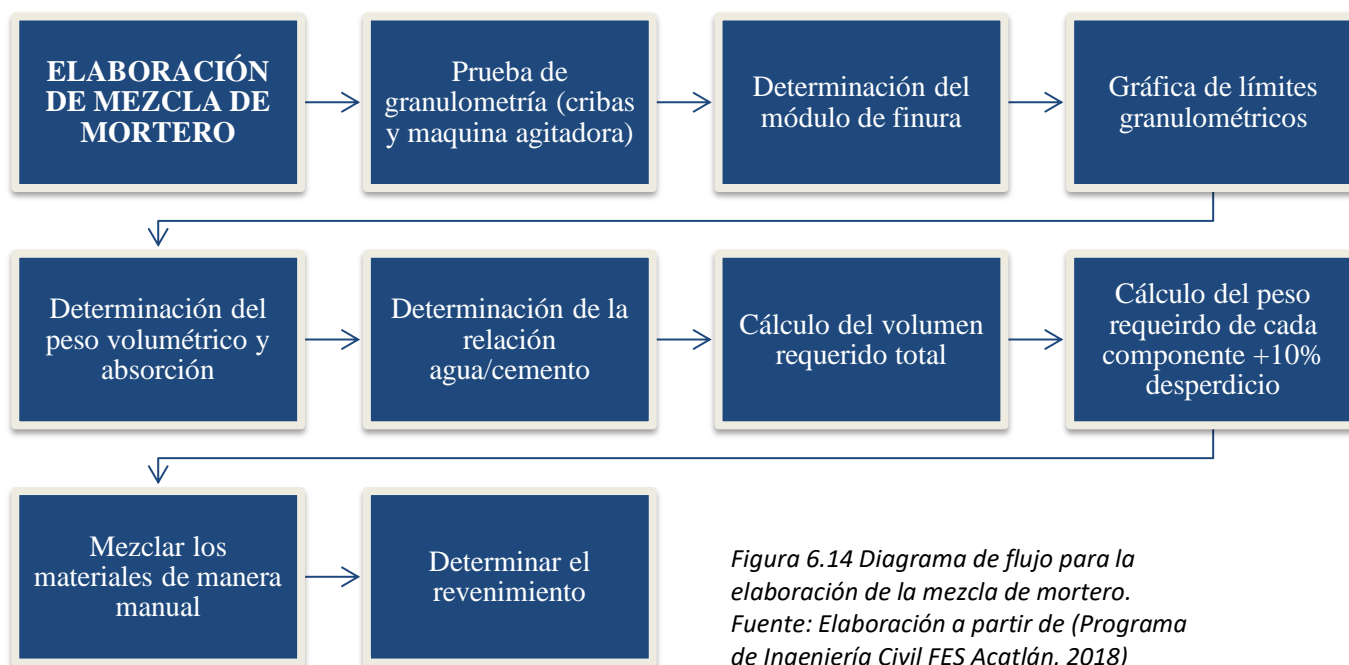 ELABORACIÓN
DE MEZCLA DE
MORTERO
Prueba de
granulometría (cribas
y maquina agitadora)
Determinación del
módulo de finura
Gráfica de límites
granulométricos
Determinación del
peso volumétrico y
absorción
Determinación de la
relación
agua/cemento
Cálculo del volumen
requerido total
Cálculo del peso
requeirdo de cada
componente +10%
desperdicio
Mezclar los
materiales de manera
manual
Determinar el
revenimiento
Figura 6.14 Diagrama de flujo para la
elaboración de la mezcla de mortero.
Fuente: Elaboración a partir de (Programa
de Ingeniería Civil FES Acatlán, 2018)